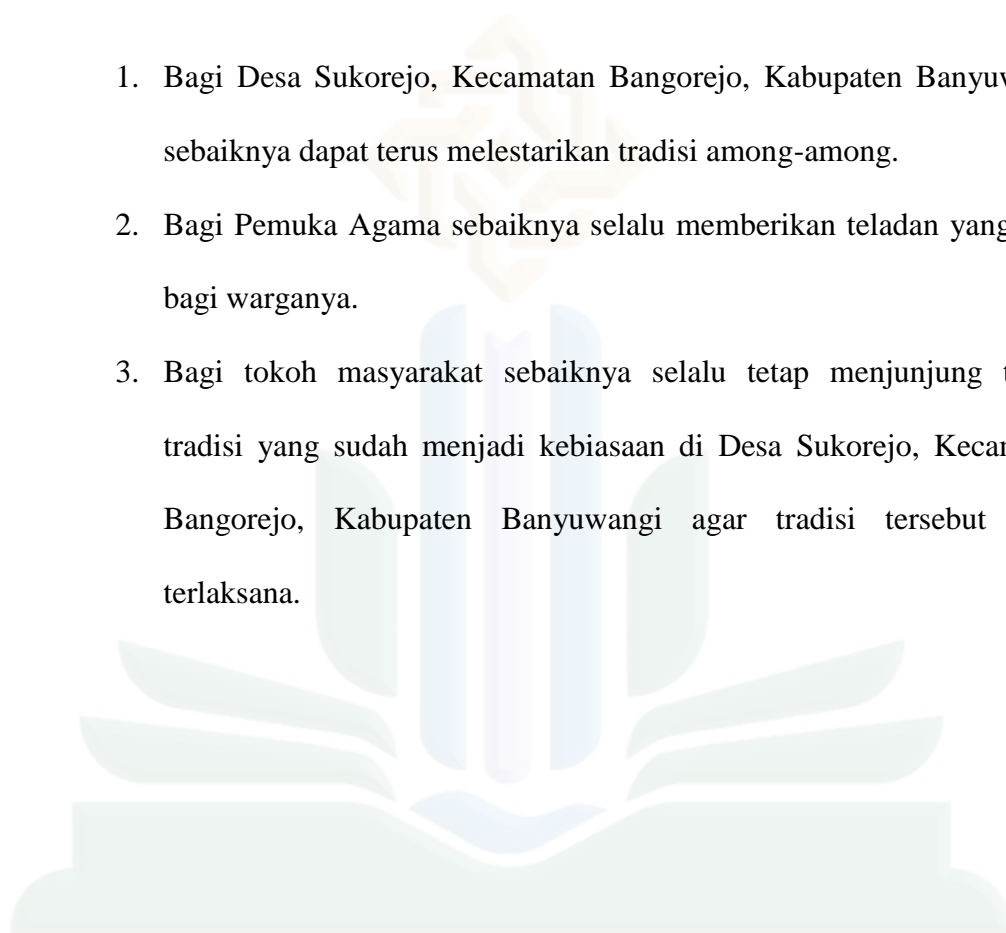 1. Bagi Desa Sukorejo, Kecamatan Bangorejo, Kabupaten
sebaiknya dapat terus melestarikan tradisi among-among.
2. Bagi Pemuka Agama sebaiknya selalu memberikan teladan yang
bagi warganya.
3. Bagi tokoh masyarakat sebaiknya selalu tetap menjunjung
tradisi yang sudah menjadi kebiasaan di Desa Sukorejo,
Bangorejo, Kabupaten Banyuwangi agar tradisi tersebut
terlaksana.